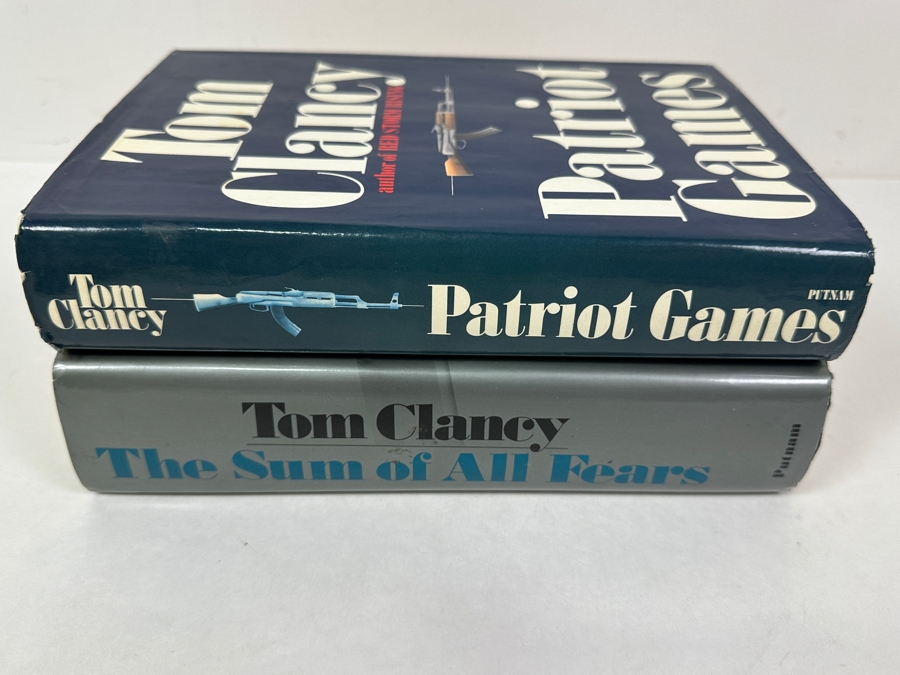 Tom
Clancy
author of RED STORM RISING
Patriot
Games
Tom
Clancy
Patriot Games
PUTNAM
Tom Clancy
The Sum of All Fears
Putnam